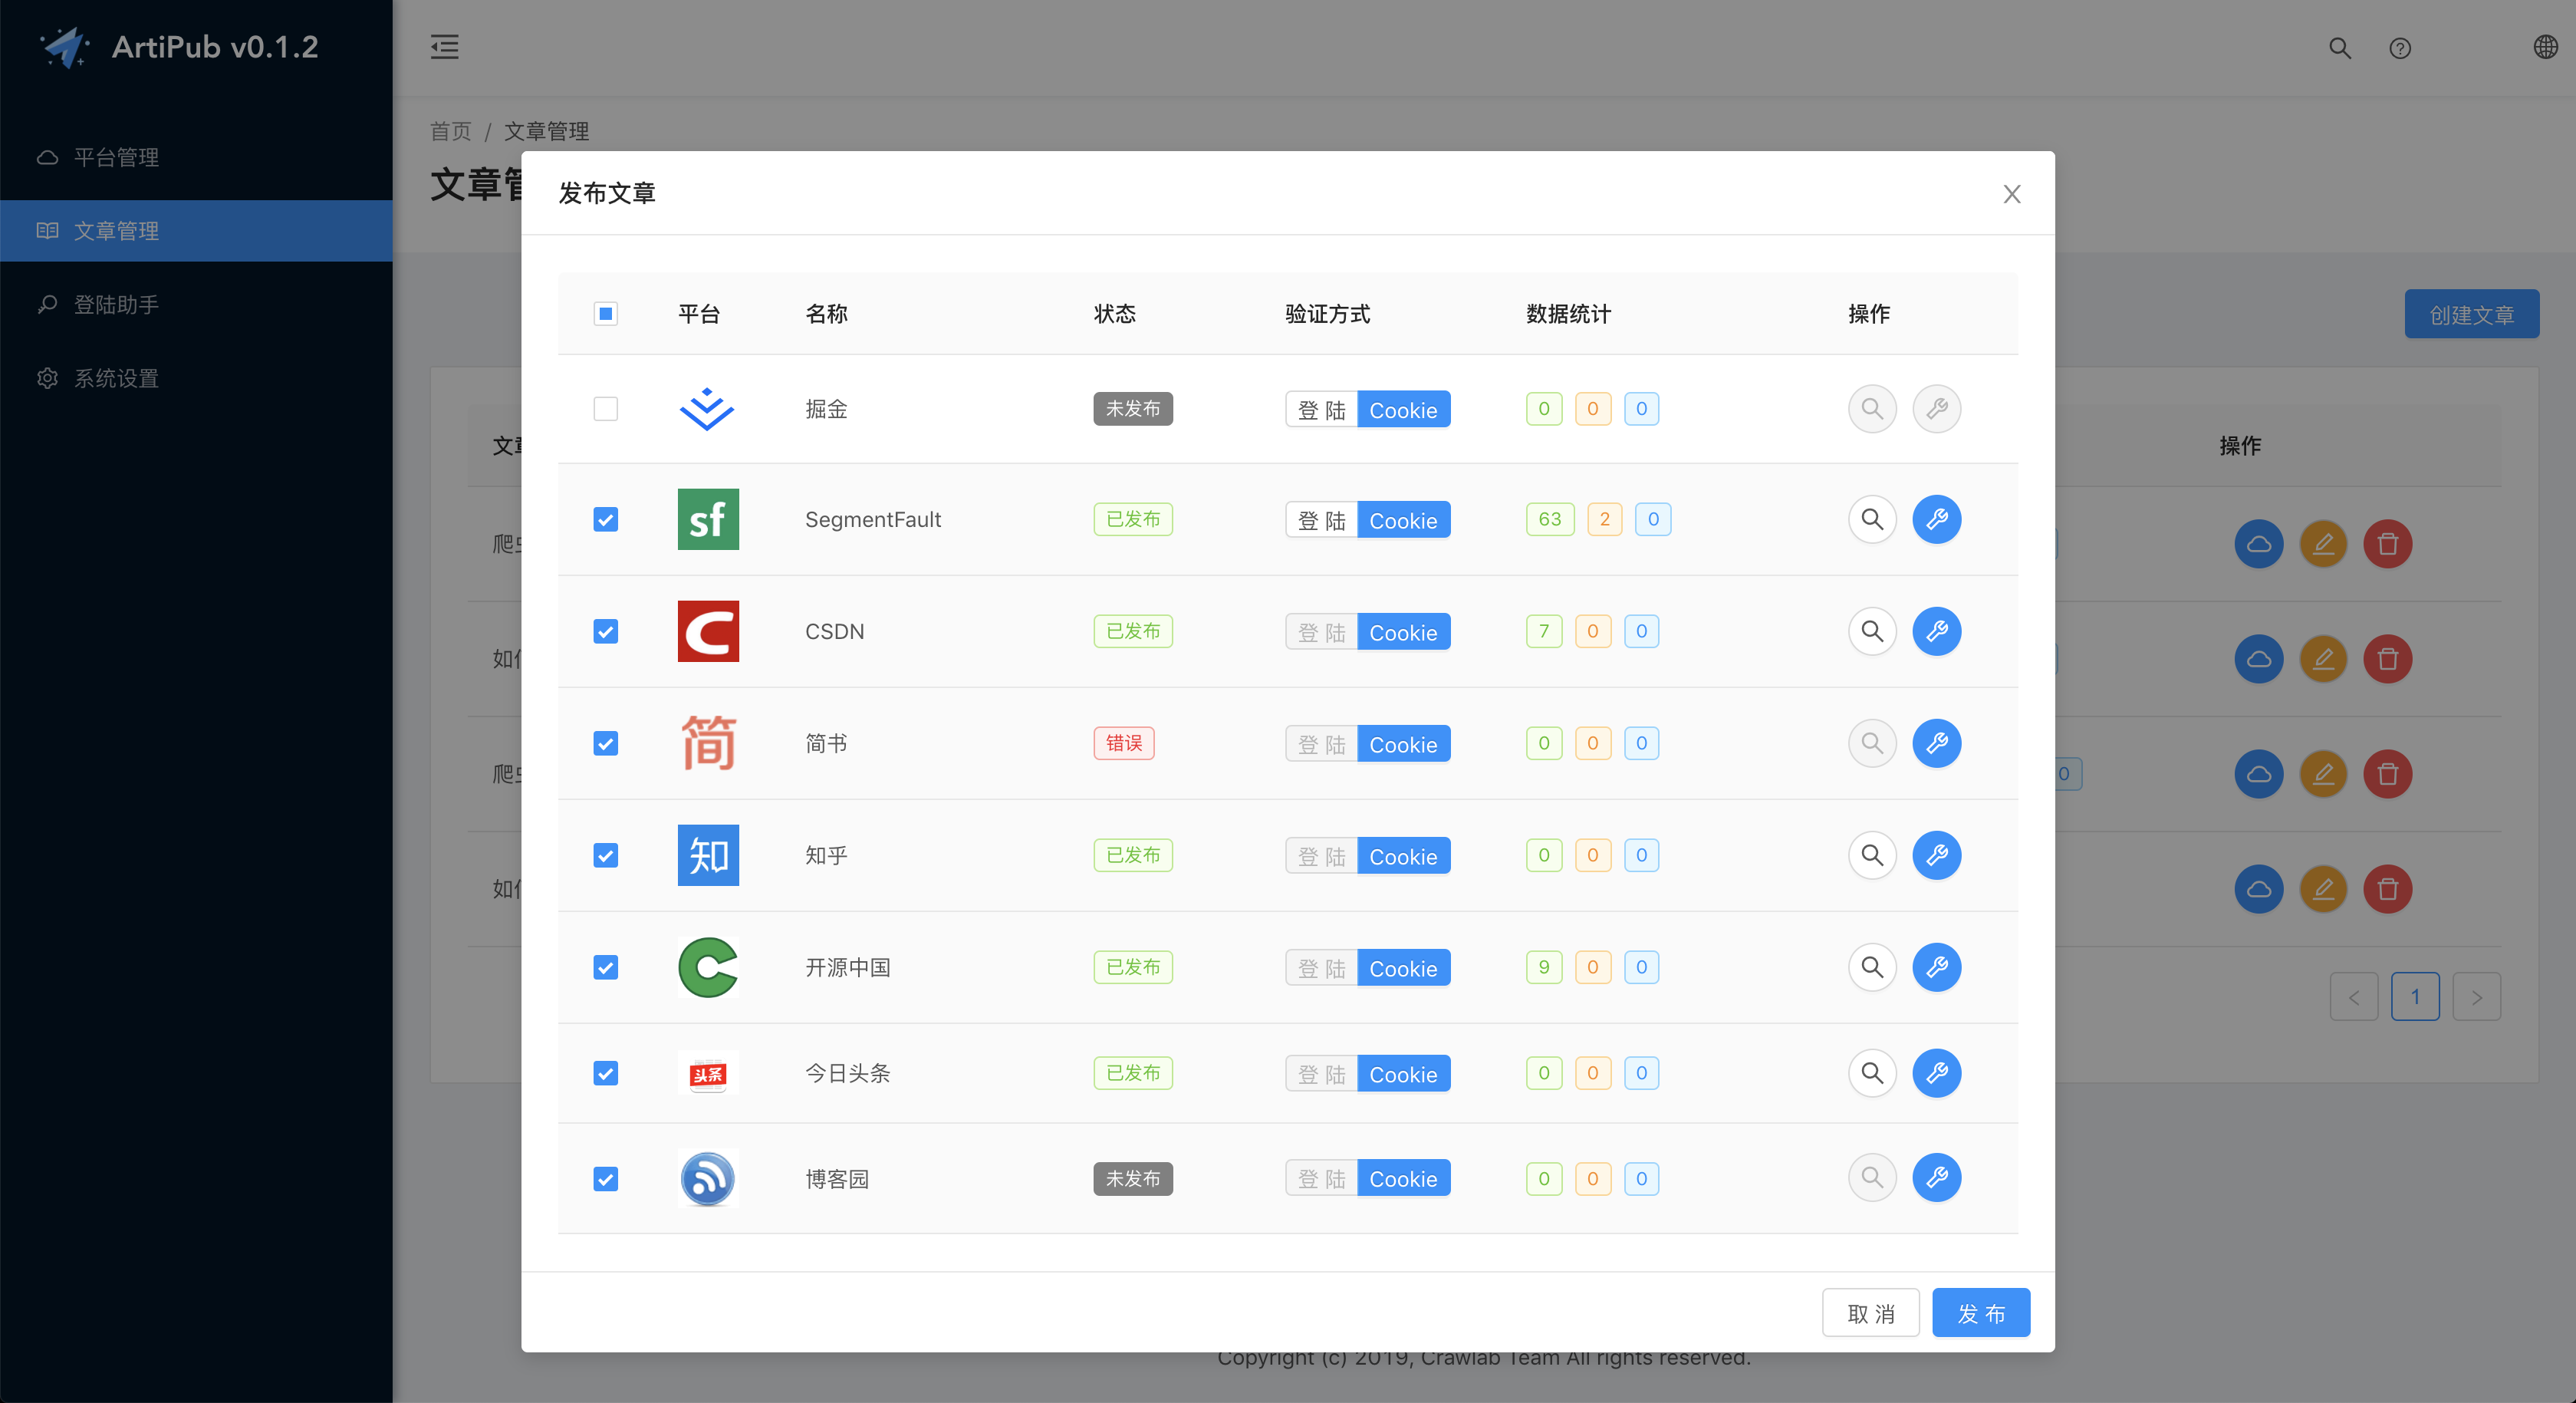 ArtiPub v0.1.2
平台管理
文章管理
登陆助手
系统设置
首页 / 文章管理
文章管
创建文章
操作
发布文章
平台 名称 状态 验证方式 数据统计 操作
掘金 未发布 登 陆 Cookie 0 0 0
sf SegmentFault 已发布 登 陆 Cookie 63 2 0
C CSDN 已发布 登 陆 Cookie 7 0 0
简 简书 错误 登 陆 Cookie 0 0 0
知 知乎 已发布 登 陆 Cookie 0 0 0
开源中国 已发布 登 陆 Cookie 9 0 0
头条 今日头条 已发布 登 陆 Cookie 0 0 0
博客园 未发布 登 陆 Cookie 0 0 0
取 消 发 布
文
爬
如
爬
0
如
1
Copyright (c) 2019, Crawlab Team All rights reserved.